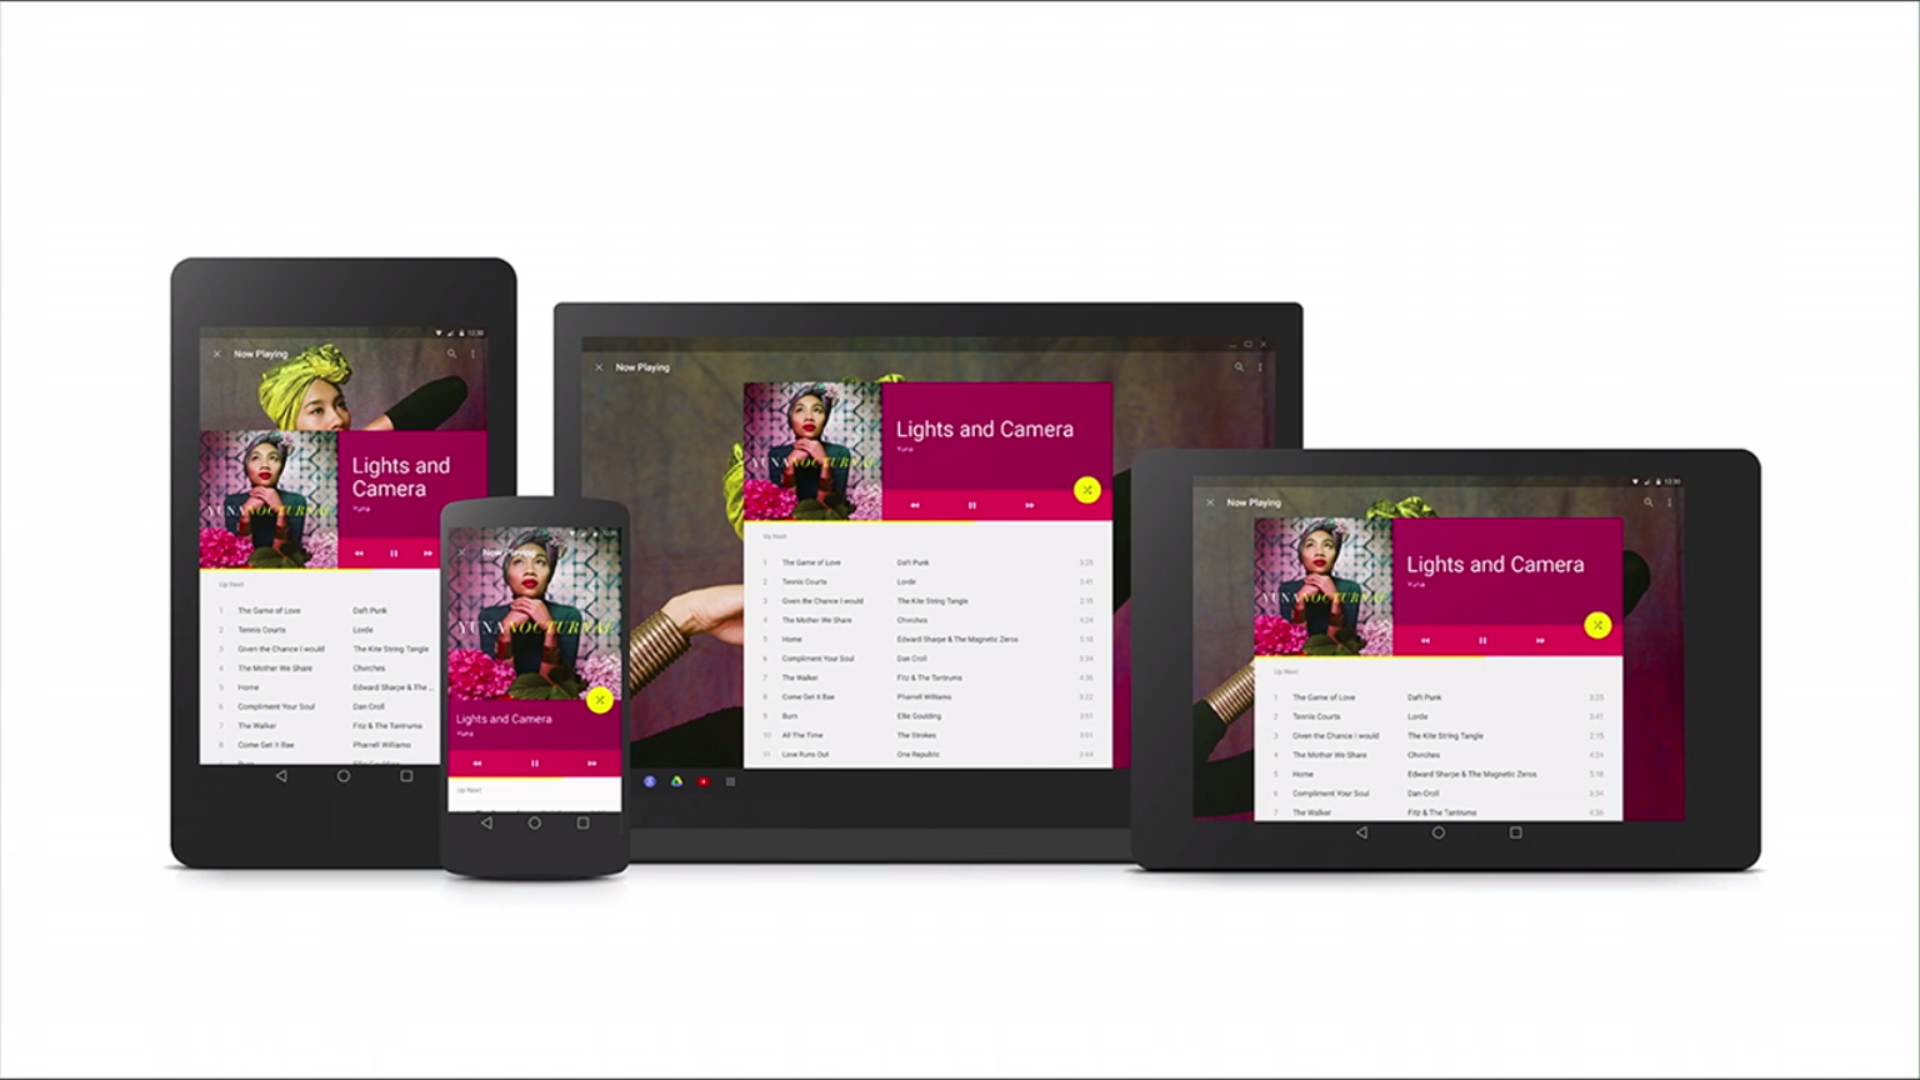 12:30
Now Playing
Lights and
Camera
Yuna
YUNA NOCTURNAL
Up Next
1 The Game of Love Daft Punk
2 Tennis Courts Lorde
3 Given the Chance I would The Kite String Tangle
4 The Mother We Share Chvrches
5 Home Edward Sharpe & The ...
6 Compliment Your Soul Dan Croll
7 The Walker Fitz & The Tantrums
8 Come Get It Bae Pharrell Williams
Now Playing
YUNA NOCTURNAL
Lights and Camera
Yuna
Up Next
Now Playing
YUNA NOCTURNAL
Lights and Camera
Yuna
Up Next
1 The Game of Love Daft Punk 3:25
2 Tennis Courts Lorde 3:41
3 Given the Chance I would The Kite String Tangle 2:15
4 The Mother We Share Chvrches 4:24
5 Home Edward Sharpe & The Magnetic Zeros 5:18
6 Compliment Your Soul Dan Croll 3:34
7 The Walker Fitz & The Tantrums 4:36
8 Come Get It Bae Pharrell Williams 3:22
9 Burn Ellie Goulding 3:51
10 All The Time The Strokes 3:01
11 Love Runs Out One Republic 3:44
12:30
Now Playing
YUNA NOCTURNAL
Lights and Camera
Yuna
Up Next
1 The Game of Love Daft Punk 3:25
2 Tennis Courts Lorde 3:41
3 Given the Chance I would The Kite String Tangle 2:15
4 The Mother We Share Chvrches 4:24
5 Home Edward Sharpe & The Magnetic Zeros 5:18
6 Compliment Your Soul Dan Croll 3:34
7 The Walker Fitz & The Tantrums 4:36